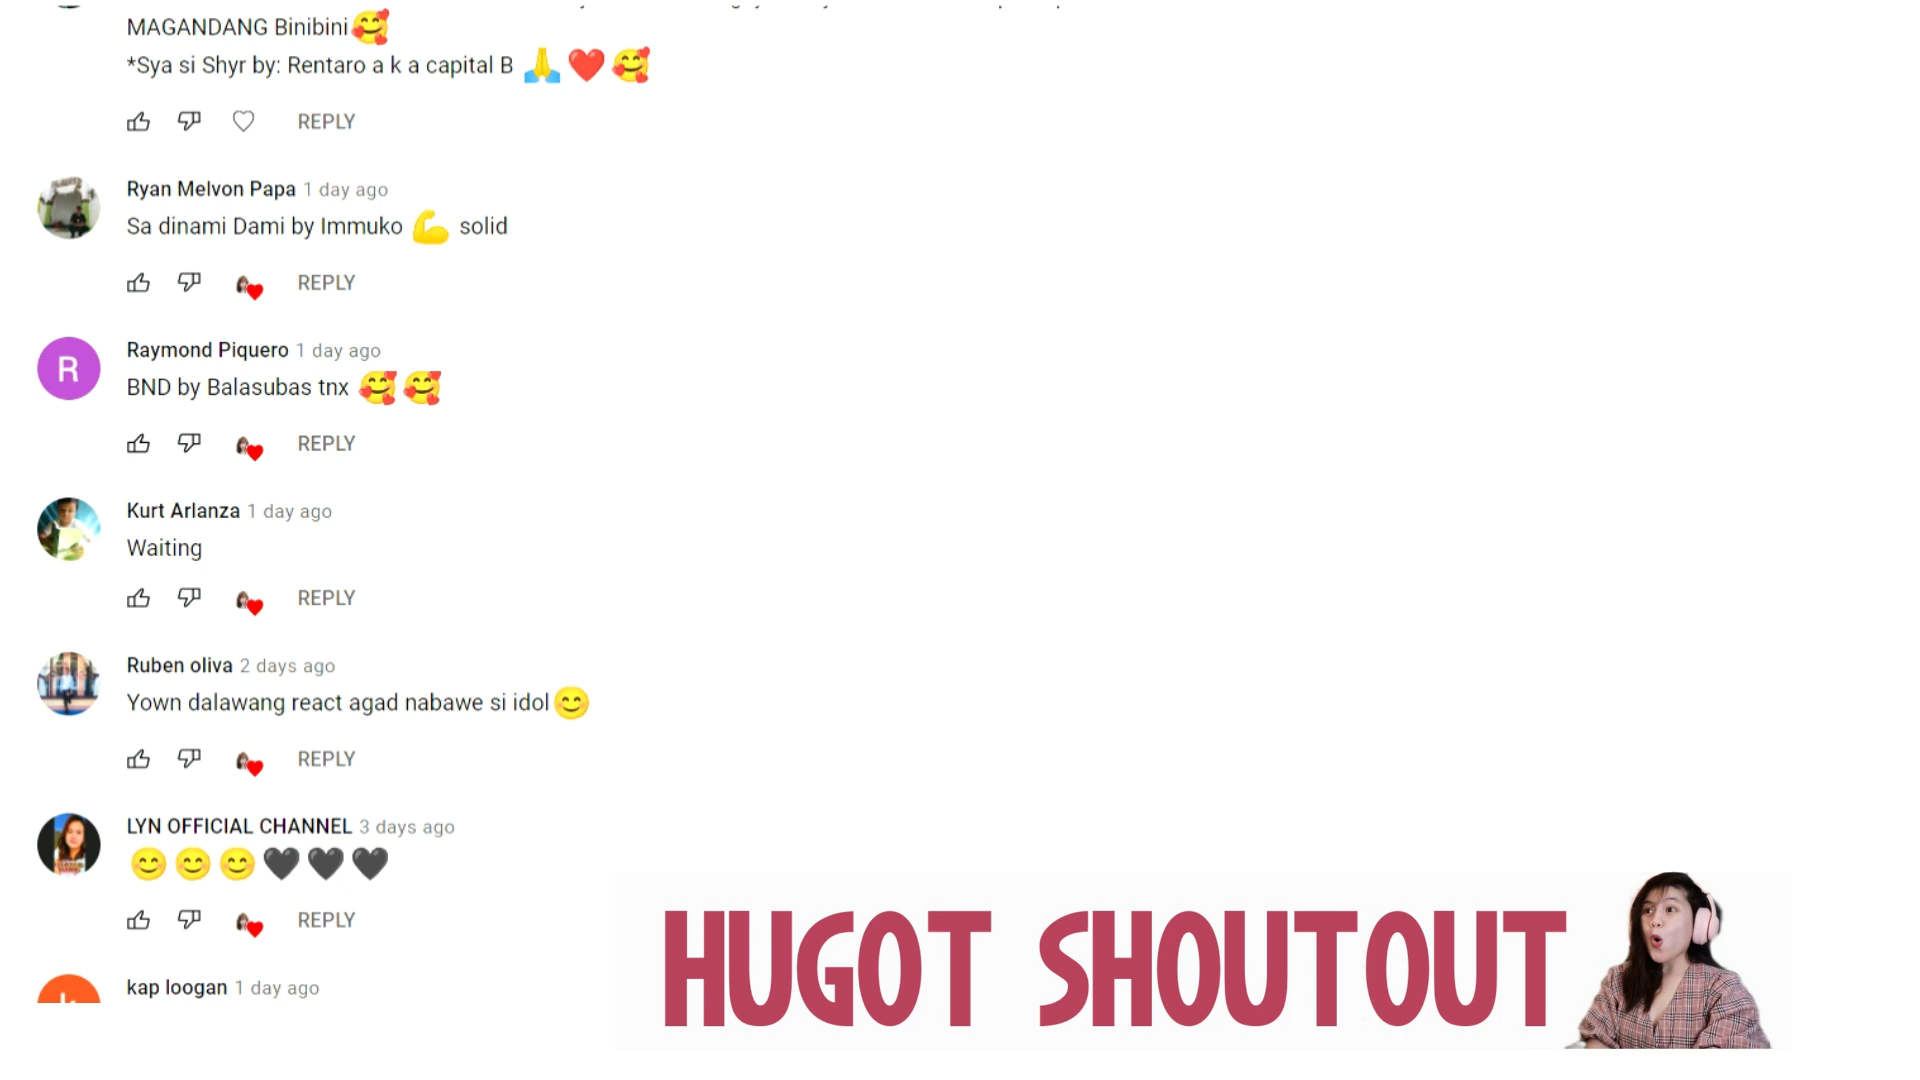 MAGANDANG Binibini🥰
*Sya si Shyr by: Rentaro a k a capital B 🙏❤️🥰
REPLY
Ryan Melvon Papa 1 day ago
Sa dinami Dami by Immuko 💪 solid
REPLY
Raymond Piquero 1 day ago
BND by Balasubas tnx 🥰🥰
REPLY
Kurt Arlanza 1 day ago
Waiting
REPLY
Ruben oliva 2 days ago
Yown dalawang react agad nabawe si idol😊
REPLY
LYN OFFICIAL CHANNEL 3 days ago
😊😊😊🖤🖤🖤
REPLY
kap loogan 1 day ago
HUGOT SHOUTOUT